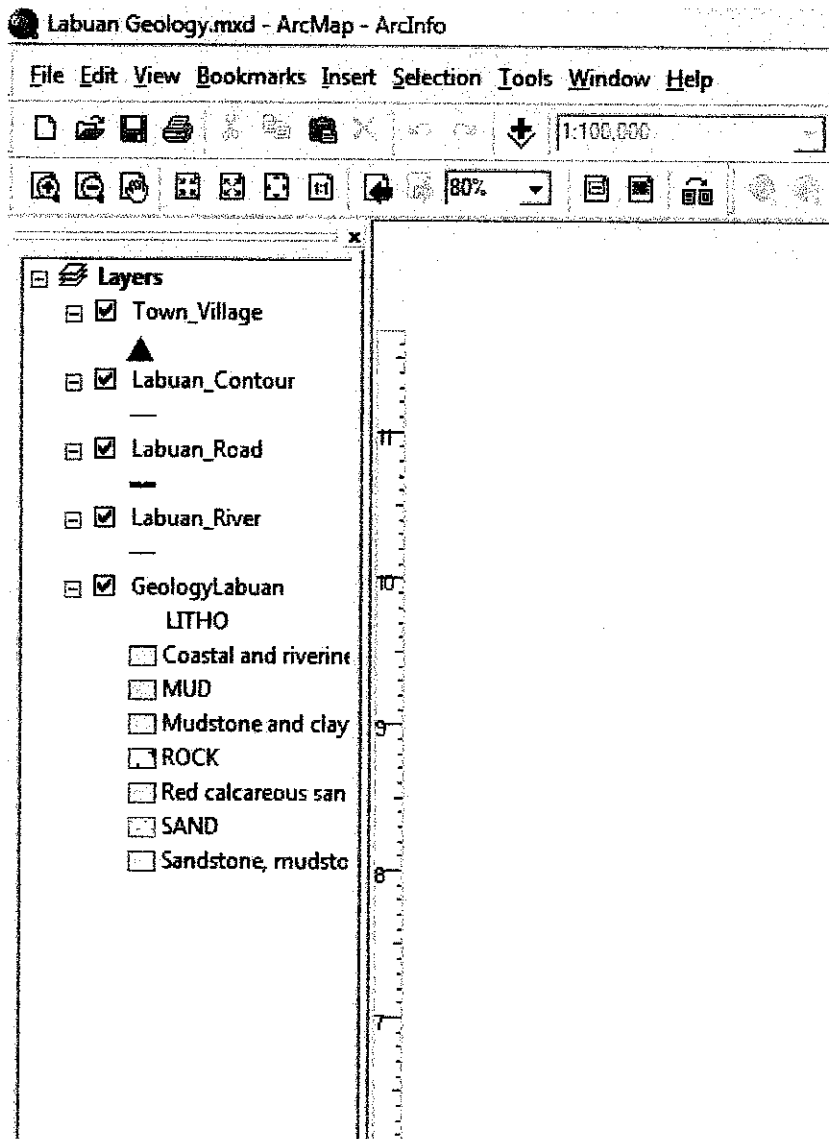 Labuan Geology.mxd - ArcMap - ArcInfo
File Edit View Bookmarks Insert Selection Tools Window Help
1:100,000
1:1 80%
Layers
Town_Village
Labuan_Contour
Labuan_Road
Labuan_River
GeologyLabuan
LITHO
Coastal and riverine
MUD
Mudstone and clay
ROCK
Red calcareous san
SAND
Sandstone, mudsto
11
10
9
8
7